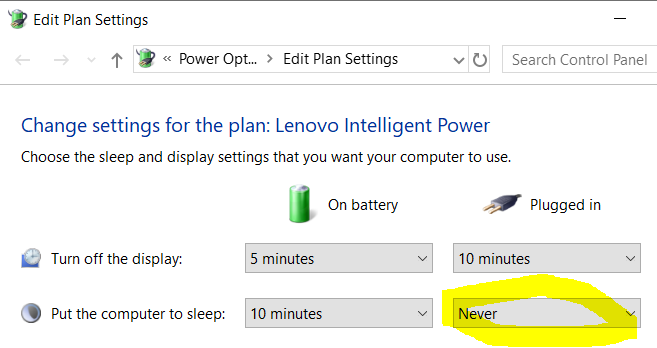 Edit Plan Settings
« Power Opt... > Edit Plan Settings
Search Control Panel
Change settings for the plan: Lenovo Intelligent Power
Choose the sleep and display settings that you want your computer to use.
On battery Plugged in
Turn off the display: 5 minutes 10 minutes
Put the computer to sleep: 10 minutes Never